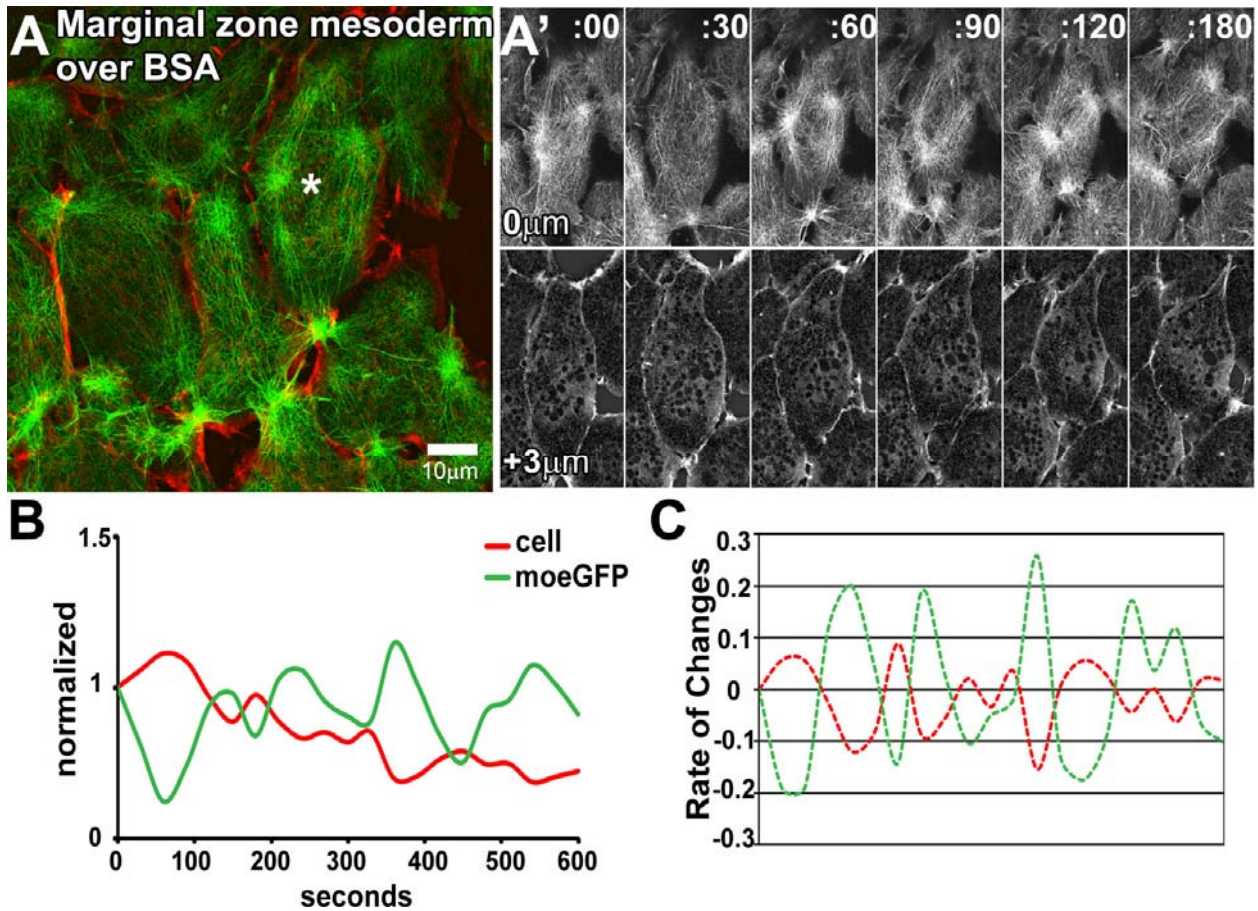 A Marginal zone mesoderm
over BSA
*
10μm
A' :00 :30 :60 :90 :120 :180
0μm
+3μm
B
1.5
cell
moeGFP
normalized
1
0
0 100 200 300 400 500 600
seconds
C
0.3
0.2
0.1
0
-0.1
-0.2
-0.3
Rate of Changes